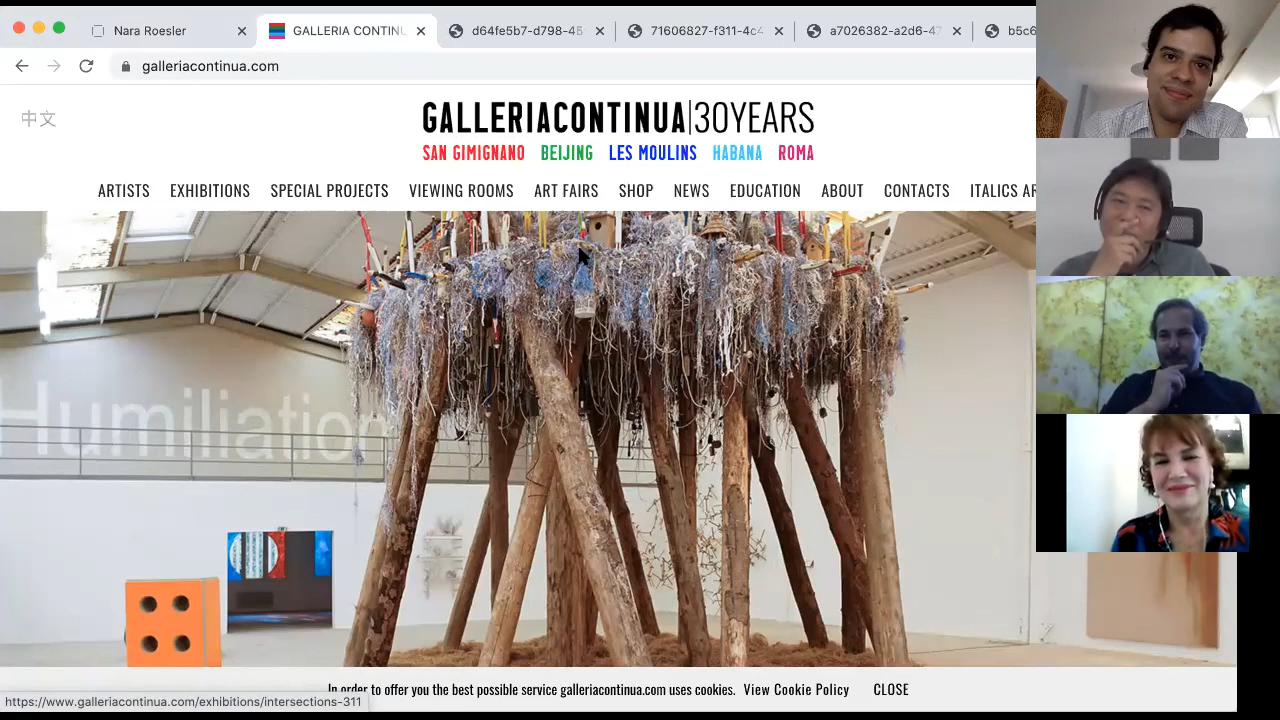 Nara Roesler
GALLERIA CONTINU
d64fe5b7-d798-45
71606827-f311-4c4
a7026382-a2d6-47
b5c6
galleriacontinua.com
中文
GALLERIACONTINUA|30YEARS
SAN GIMIGNANO BEIJING LES MOULINS HABANA ROMA
ARTISTS EXHIBITIONS SPECIAL PROJECTS VIEWING ROOMS ART FAIRS SHOP NEWS EDUCATION ABOUT CONTACTS ITALICS AR
Humiliation
In order to offer you the best possible service galleriacontinua.com uses cookies. View Cookie Policy CLOSE
https://www.galleriacontinua.com/exhibitions/intersections-311